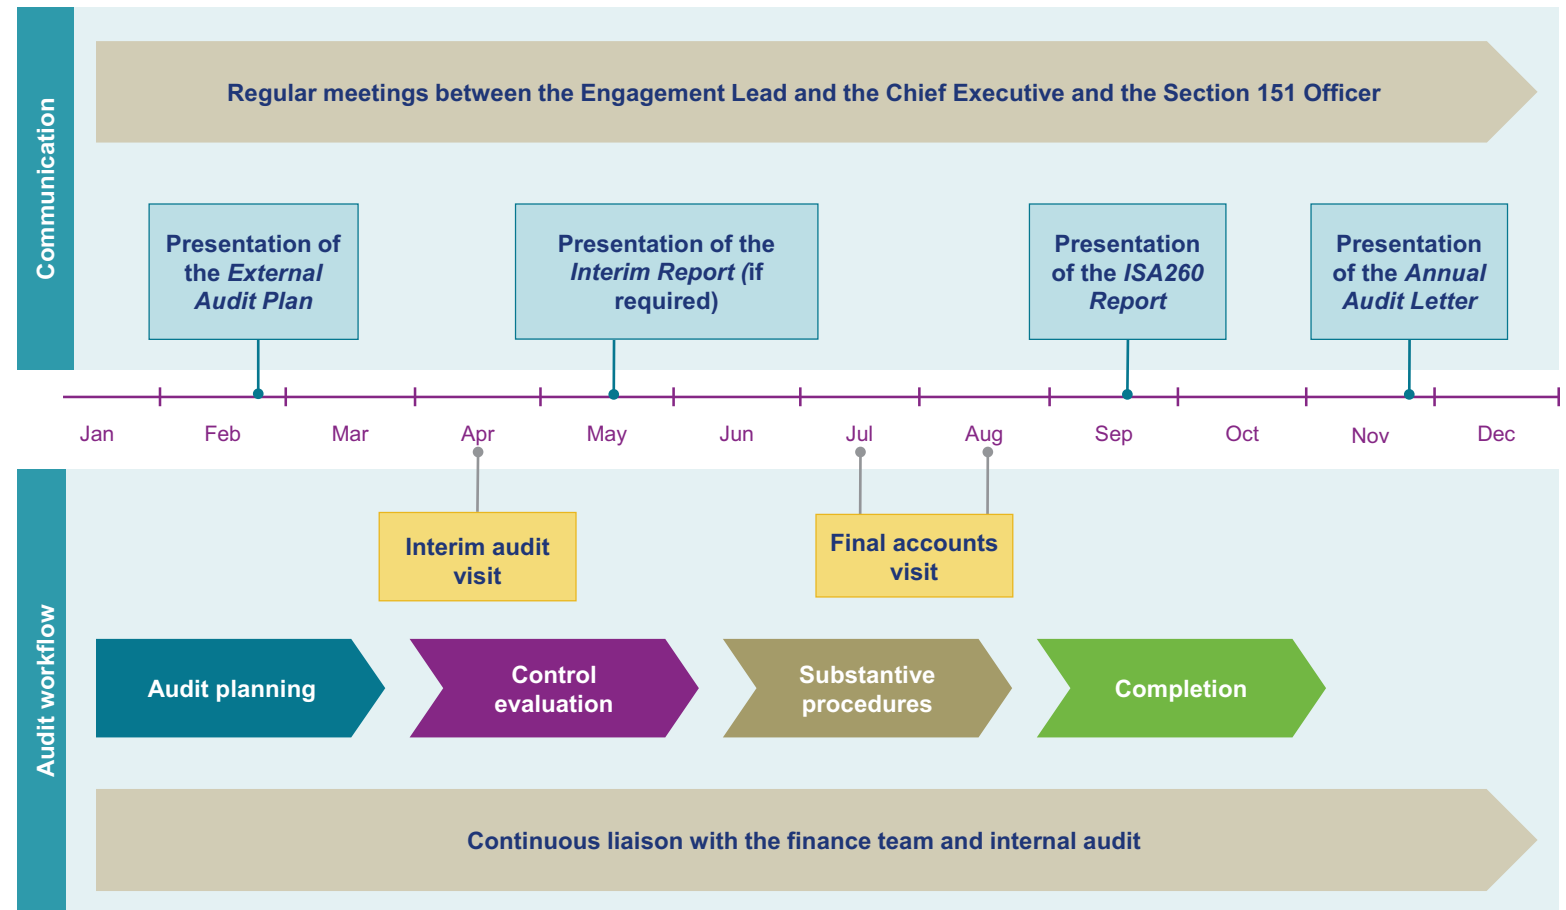 Communication
Regular meetings between the Engagement Lead and the Chief Executive and the Section 151 Officer
Presentation of
the External
Audit Plan
Presentation of the
Interim Report (if
required)
Presentation
of the ISA260
Report
Presentation
of the Annual
Audit Letter
Jan Feb Mar Apr May Jun Jul Aug Sep Oct Nov Dec
Audit workflow
Interim audit
visit
Final accounts
visit
Audit planning
Control
evaluation
Substantive
procedures
Completion
Continuous liaison with the finance team and internal audit